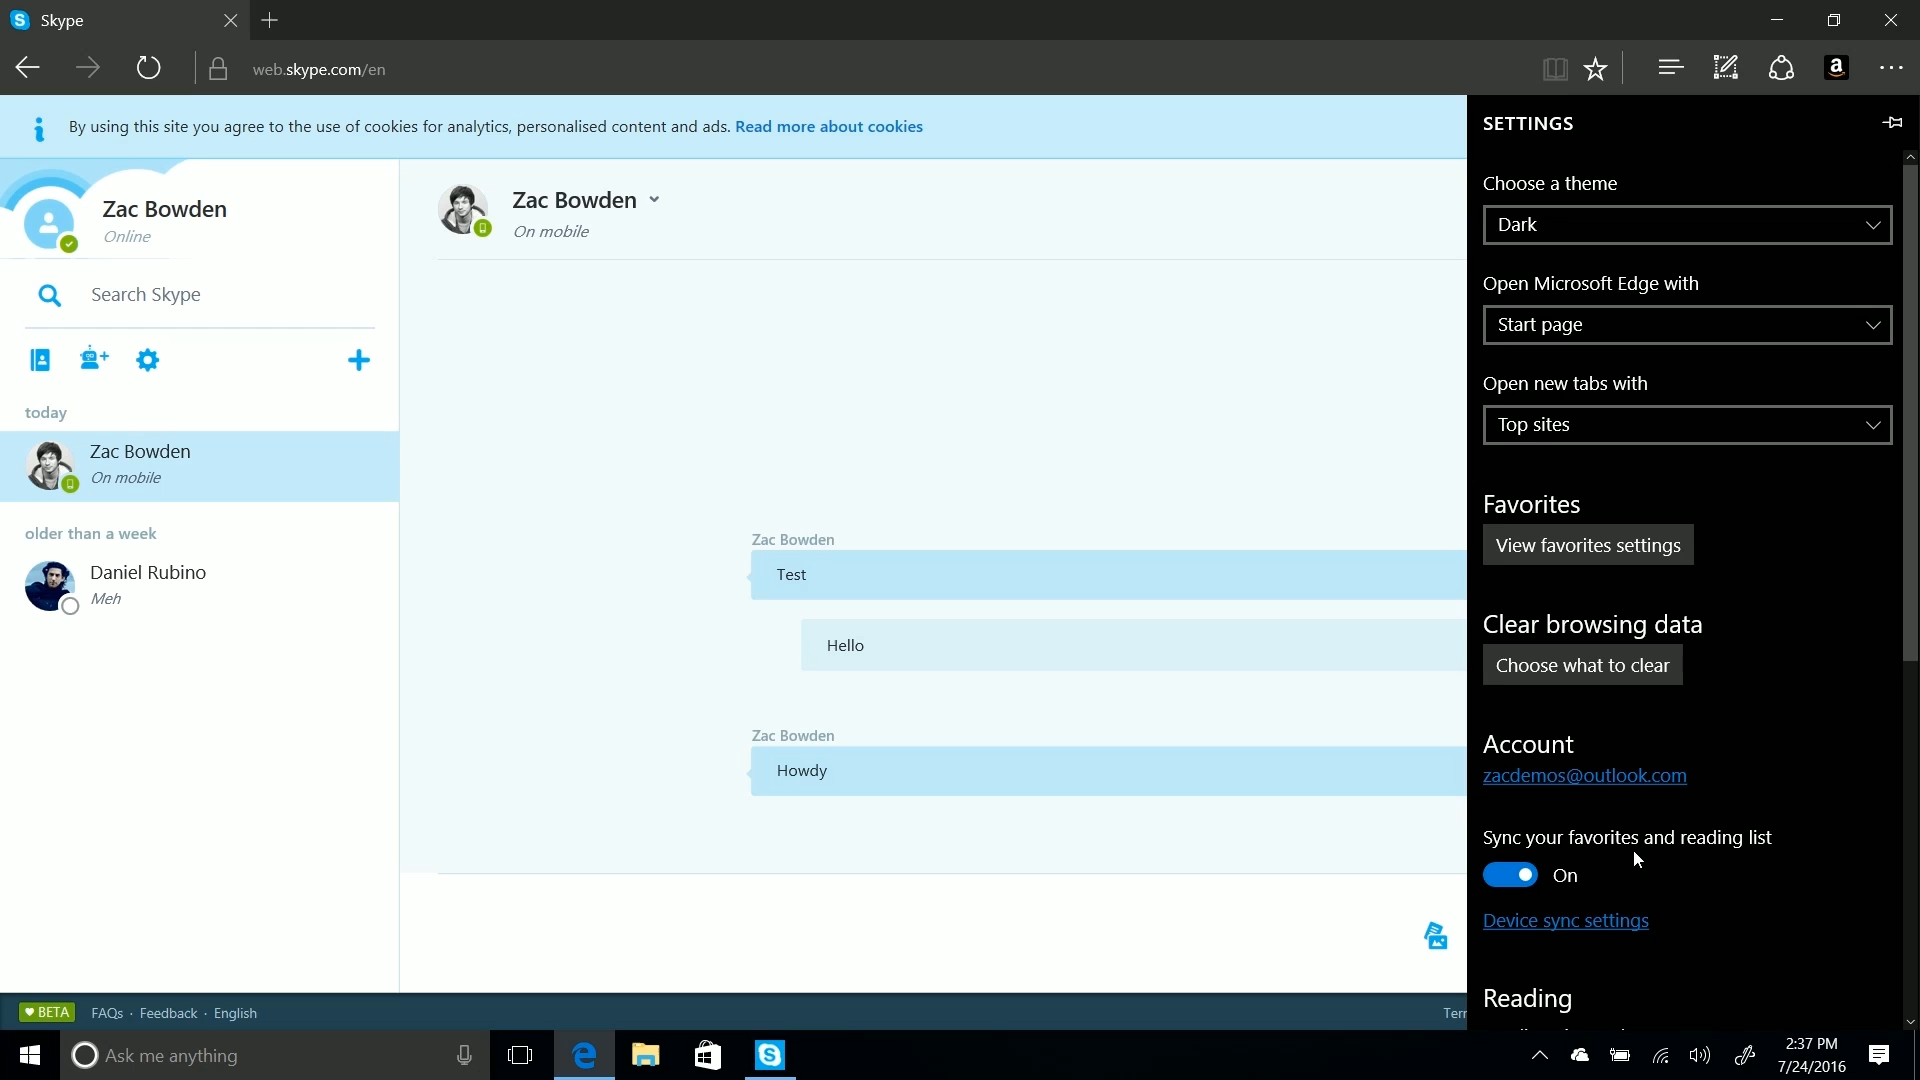 Skype
web.skype.com/en
By using this site you agree to the use of cookies for analytics, personalised content and ads. Read more about cookies
Zac Bowden
Online
Search Skype
today
Zac Bowden
On mobile
older than a week
Daniel Rubino
Meh
Zac Bowden
On mobile
Zac Bowden
Test
Hello
Zac Bowden
Howdy
BETA FAQs · Feedback · English
SETTINGS
Choose a theme
Dark
Open Microsoft Edge with
Start page
Open new tabs with
Top sites
Favorites
View favorites settings
Clear browsing data
Choose what to clear
Account
zacdemos@outlook.com
Sync your favorites and reading list
On
Device sync settings
Reading
Ask me anything
2:37 PM
7/24/2016